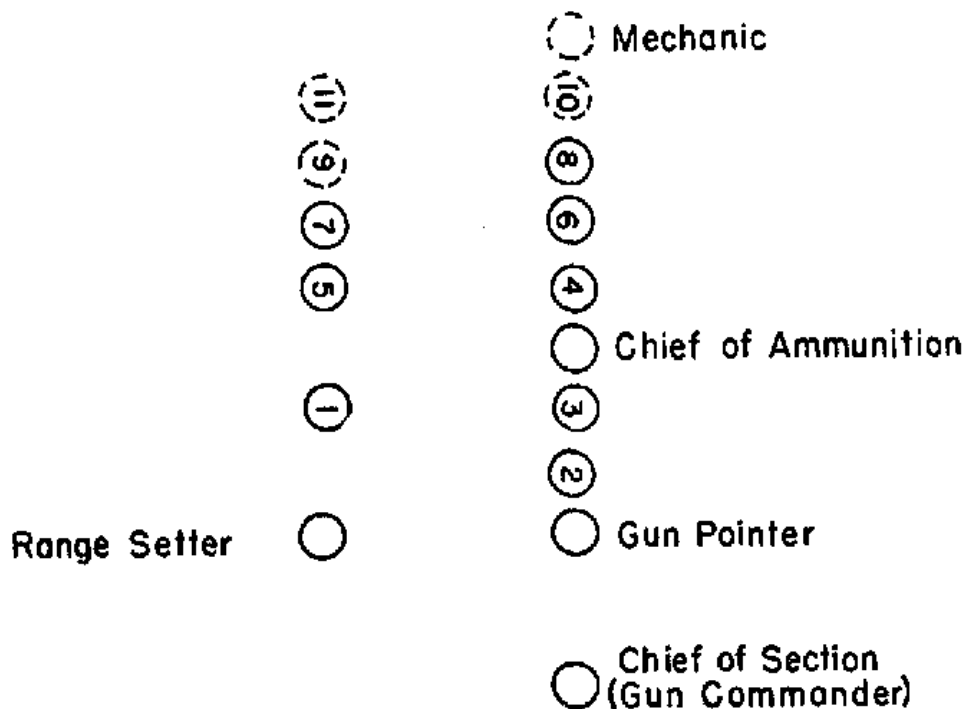 Mechanic
11 10
9 8
7 6
5 4
Chief of Ammunition
1 3
2
Range Setter Gun Pointer
Chief of Section
(Gun Commander)